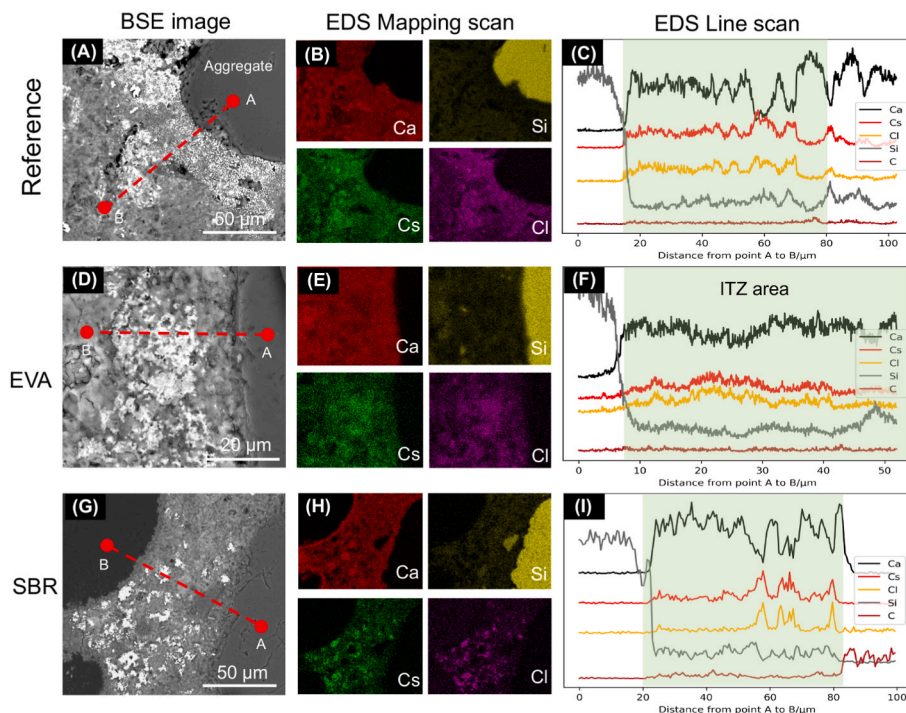 BSE image
EDS Mapping scan
EDS Line scan
Reference
(A)
Aggregate
A
B
50 μm
(B)
Ca
Si
Cs
Cl
(C)
Ca
Cs
Cl
Si
C
0 20 40 60 80 100
Distance from point A to B/μm
EVA
(D)
B
A
20 μm
(E)
Ca
Si
Cs
Cl
(F)
ITZ area
Ca
Cs
Cl
Si
C
0 10 20 30 40 50
Distance from point A to B/μm
SBR
(G)
B
A
50 μm
(H)
Ca
Si
Cs
Cl
(I)
Ca
Cs
Cl
Si
C
0 20 40 60 80 100
Distance from point A to B/μm